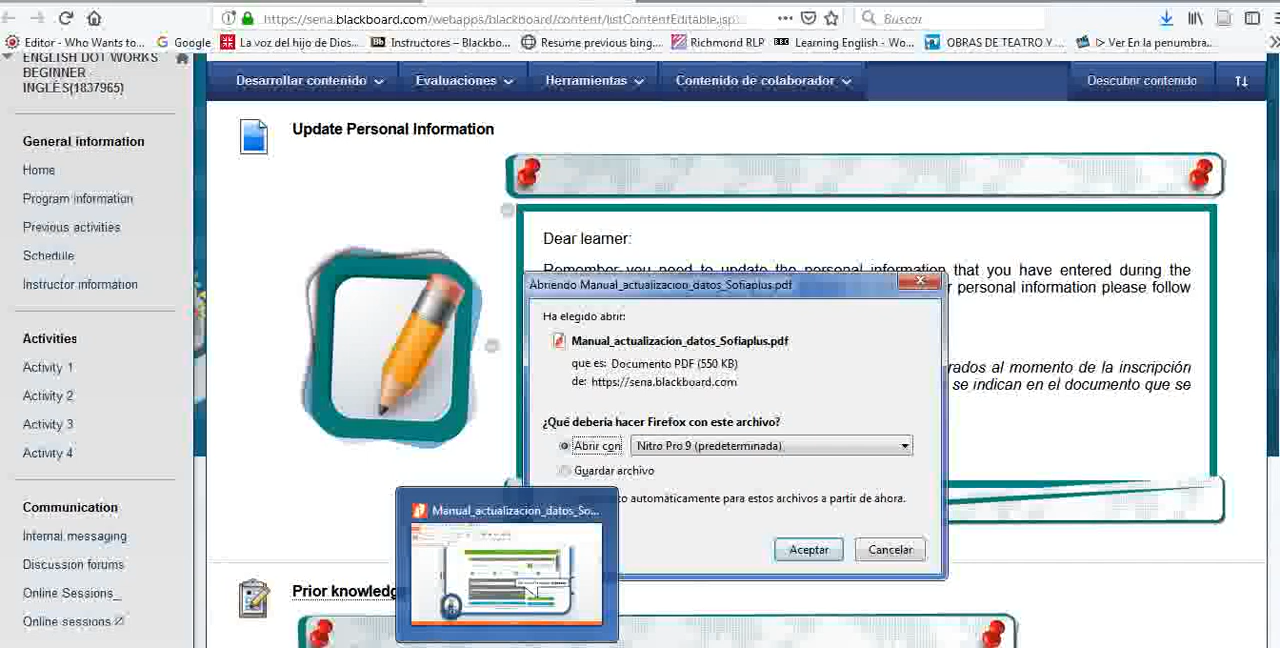 https://sena.blackboard.com/webapps/blackboard/content/listContentEditable.jsp
Buscar
Editor - Who Wants to...
Google
La voz del hijo de Dios...
Bb Instructores – Blackbo...
Resume previous bing...
Richmond RLP
Learning English - Wo...
OBRAS DE TEATRO Y ...
▷ Ver En la penumbra...
ENGLISH DOT WORKS
BEGINNER
INGLÉS(1837965)
General information
Home
Program information
Previous activities
Schedule
Instructor information
Activities
Activity 1
Activity 2
Activity 3
Activity 4
Communication
Internal messaging
Discussion forums
Online Sessions_
Online sessions 2
Desarrollar contenido
Evaluaciones
Herramientas
Contenido de colaborador
Descubrir contenido
Update Personal Information
Dear learner:
Remember you need to update the personal information that you have entered during the
r personal information please follow
rados al momento de la inscripción
se indican en el documento que se
Abriendo Manual_actualizacion_datos_Sofiaplus.pdf
Ha elegido abrir:
Manual_actualizacion_datos_Sofiaplus.pdf
que es: Documento PDF (550 KB)
de: https://sena.blackboard.com
¿Qué debería hacer Firefox con este archivo?
Abrir con
Nitro Pro 9 (predeterminada)
Guardar archivo
to automáticamente para estos archivos a partir de ahora.
Aceptar
Cancelar
Manual_actualizacion_datos_So...
Prior knowledg